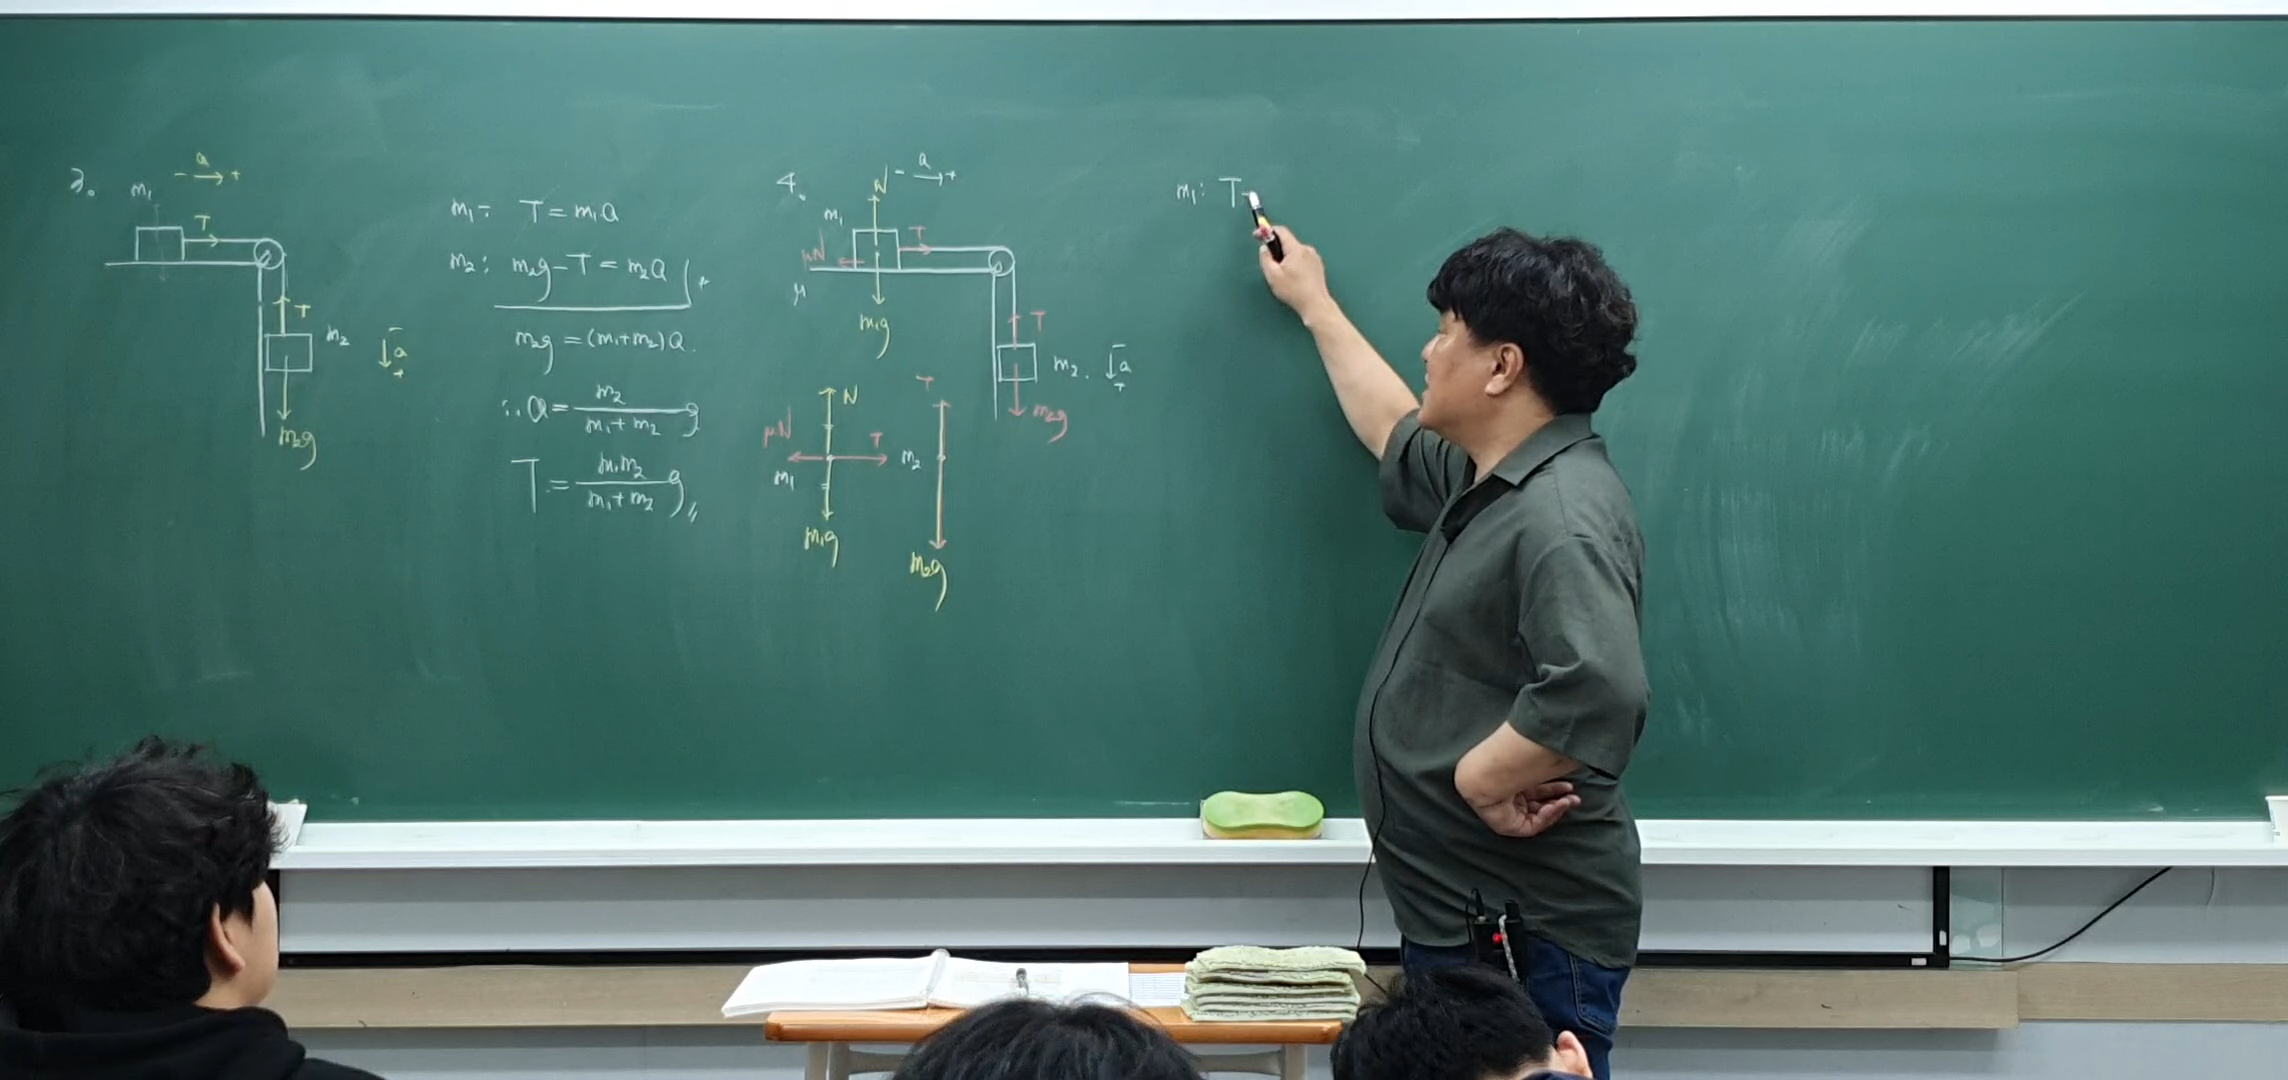 3.
a
- → +
m₁
T
T
m₂
-
↓ a
+
m₂g
m₁: T = m₁a
m₂: m₂g - T = m₂a | +
m₂g = (m₁+m₂)a.
∴ a = m₂/(m₁+m₂) g
T = m₁m₂/(m₁+m₂) g 〃
4.
N
a
- → +
m₁
T
μN
μ
m₁g
T
m₂.
-
↓ a
+
m₂g
N
μN
T
m₁
m₁g
T
m₂
m₂g
m₁: T -